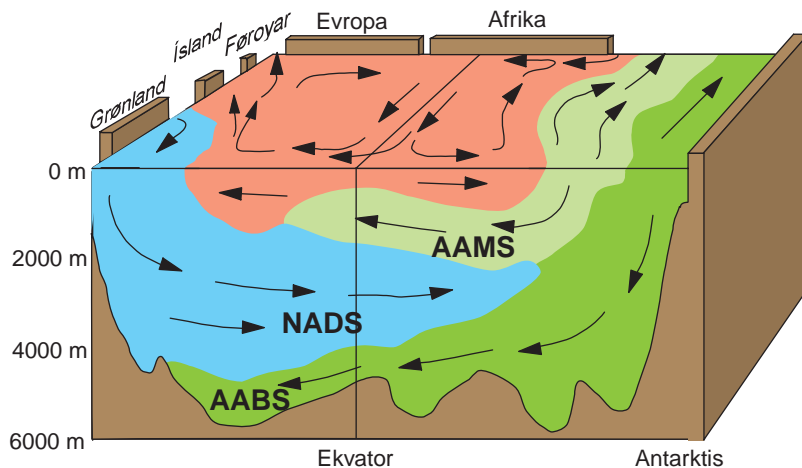 Grønland
Ísland
Føroyar
Evropa
Afrika
0 m
2000 m
4000 m
6000 m
AAMS
NADS
AABS
Ekvator
Antarktis